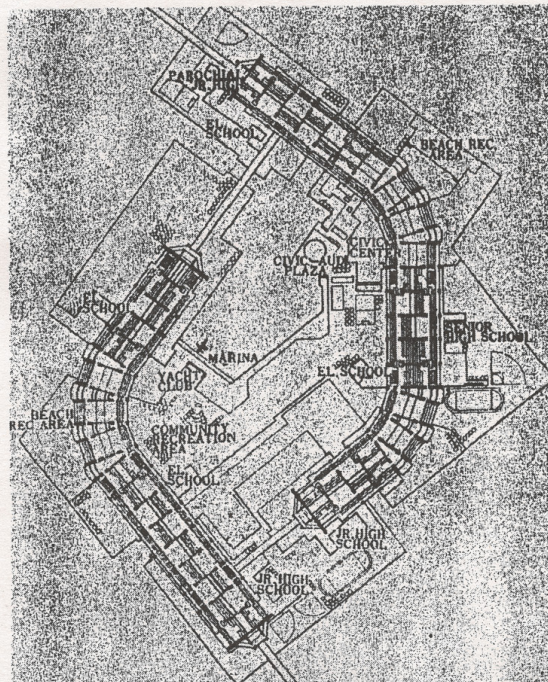 PAROCHIAL
JR. HIGH
EL.
SCHOOL
BEACH REC.
AREA
CIVIC
CENTER
CIVIC AUD.
PLAZA
EL.
SCHOOL
SENIOR
HIGH SCHOOL
MARINA
YACHT
CLUB
EL. SCHOOL
BEACH
REC AREA
COMMUNITY
RECREATION
AREA
EL.
SCHOOL
JR. HIGH
SCHOOL
JR. HIGH
SCHOOL